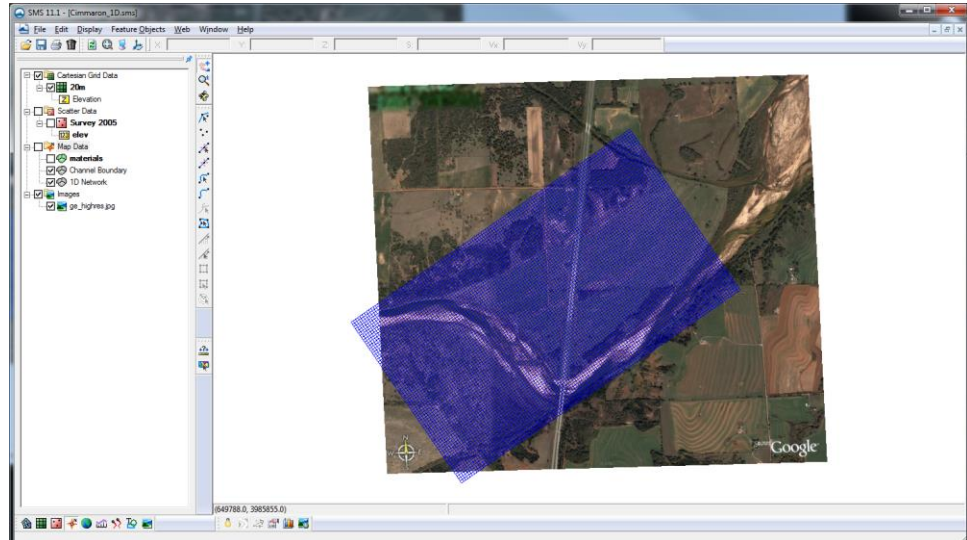 SMS 11.1 - [Cimmaron_1D.sms]
File Edit Display Feature Objects Web Window Help
X: Y: Z: S: Vx: Vy:
Cartesian Grid Data
20m
Elevation
Scatter Data
Survey 2005
elev
Map Data
materials
Channel Boundary
1D Network
Images
ge_highres.jpg
N
Google
(649788.0, 3985855.0)